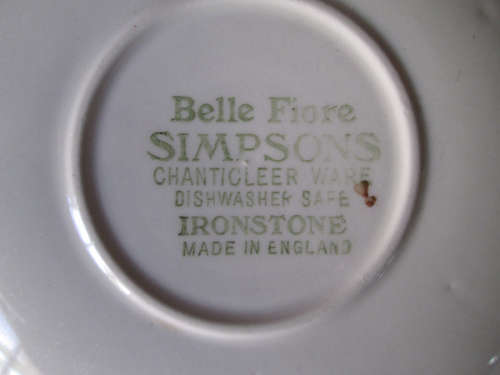 Belle Fiore
SIMPSONS
CHANTICLEER WARE
DISHWASHER SAFE
IRONSTONE
MADE IN ENGLAND